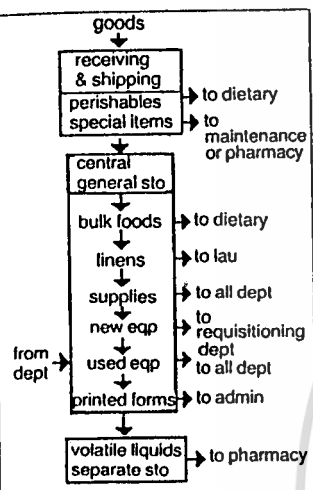 goods
receiving
& shipping
perishables
to dietary
special items
to
maintenance
or pharmacy
central
general sto
bulk foods
to dietary
linens
to lau
supplies
to all dept
new eqp
to
requisitioning
dept
from
dept
used eqp
to all dept
printed forms
to admin
volatile liquids
separate sto
to pharmacy